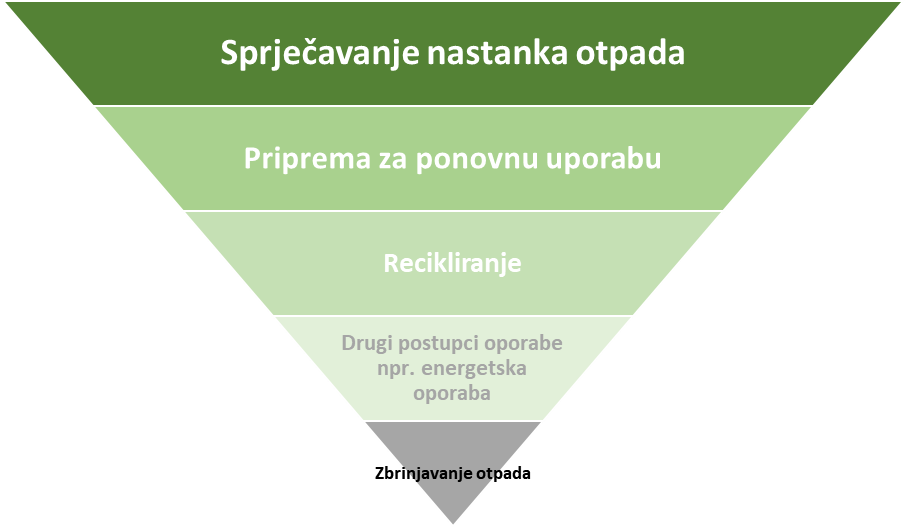 Sprječavanje nastanka otpada
Priprema za ponovnu uporabu
Recikliranje
Drugi postupci oporabe
npr. energetska
oporaba
Zbrinjavanje otpada